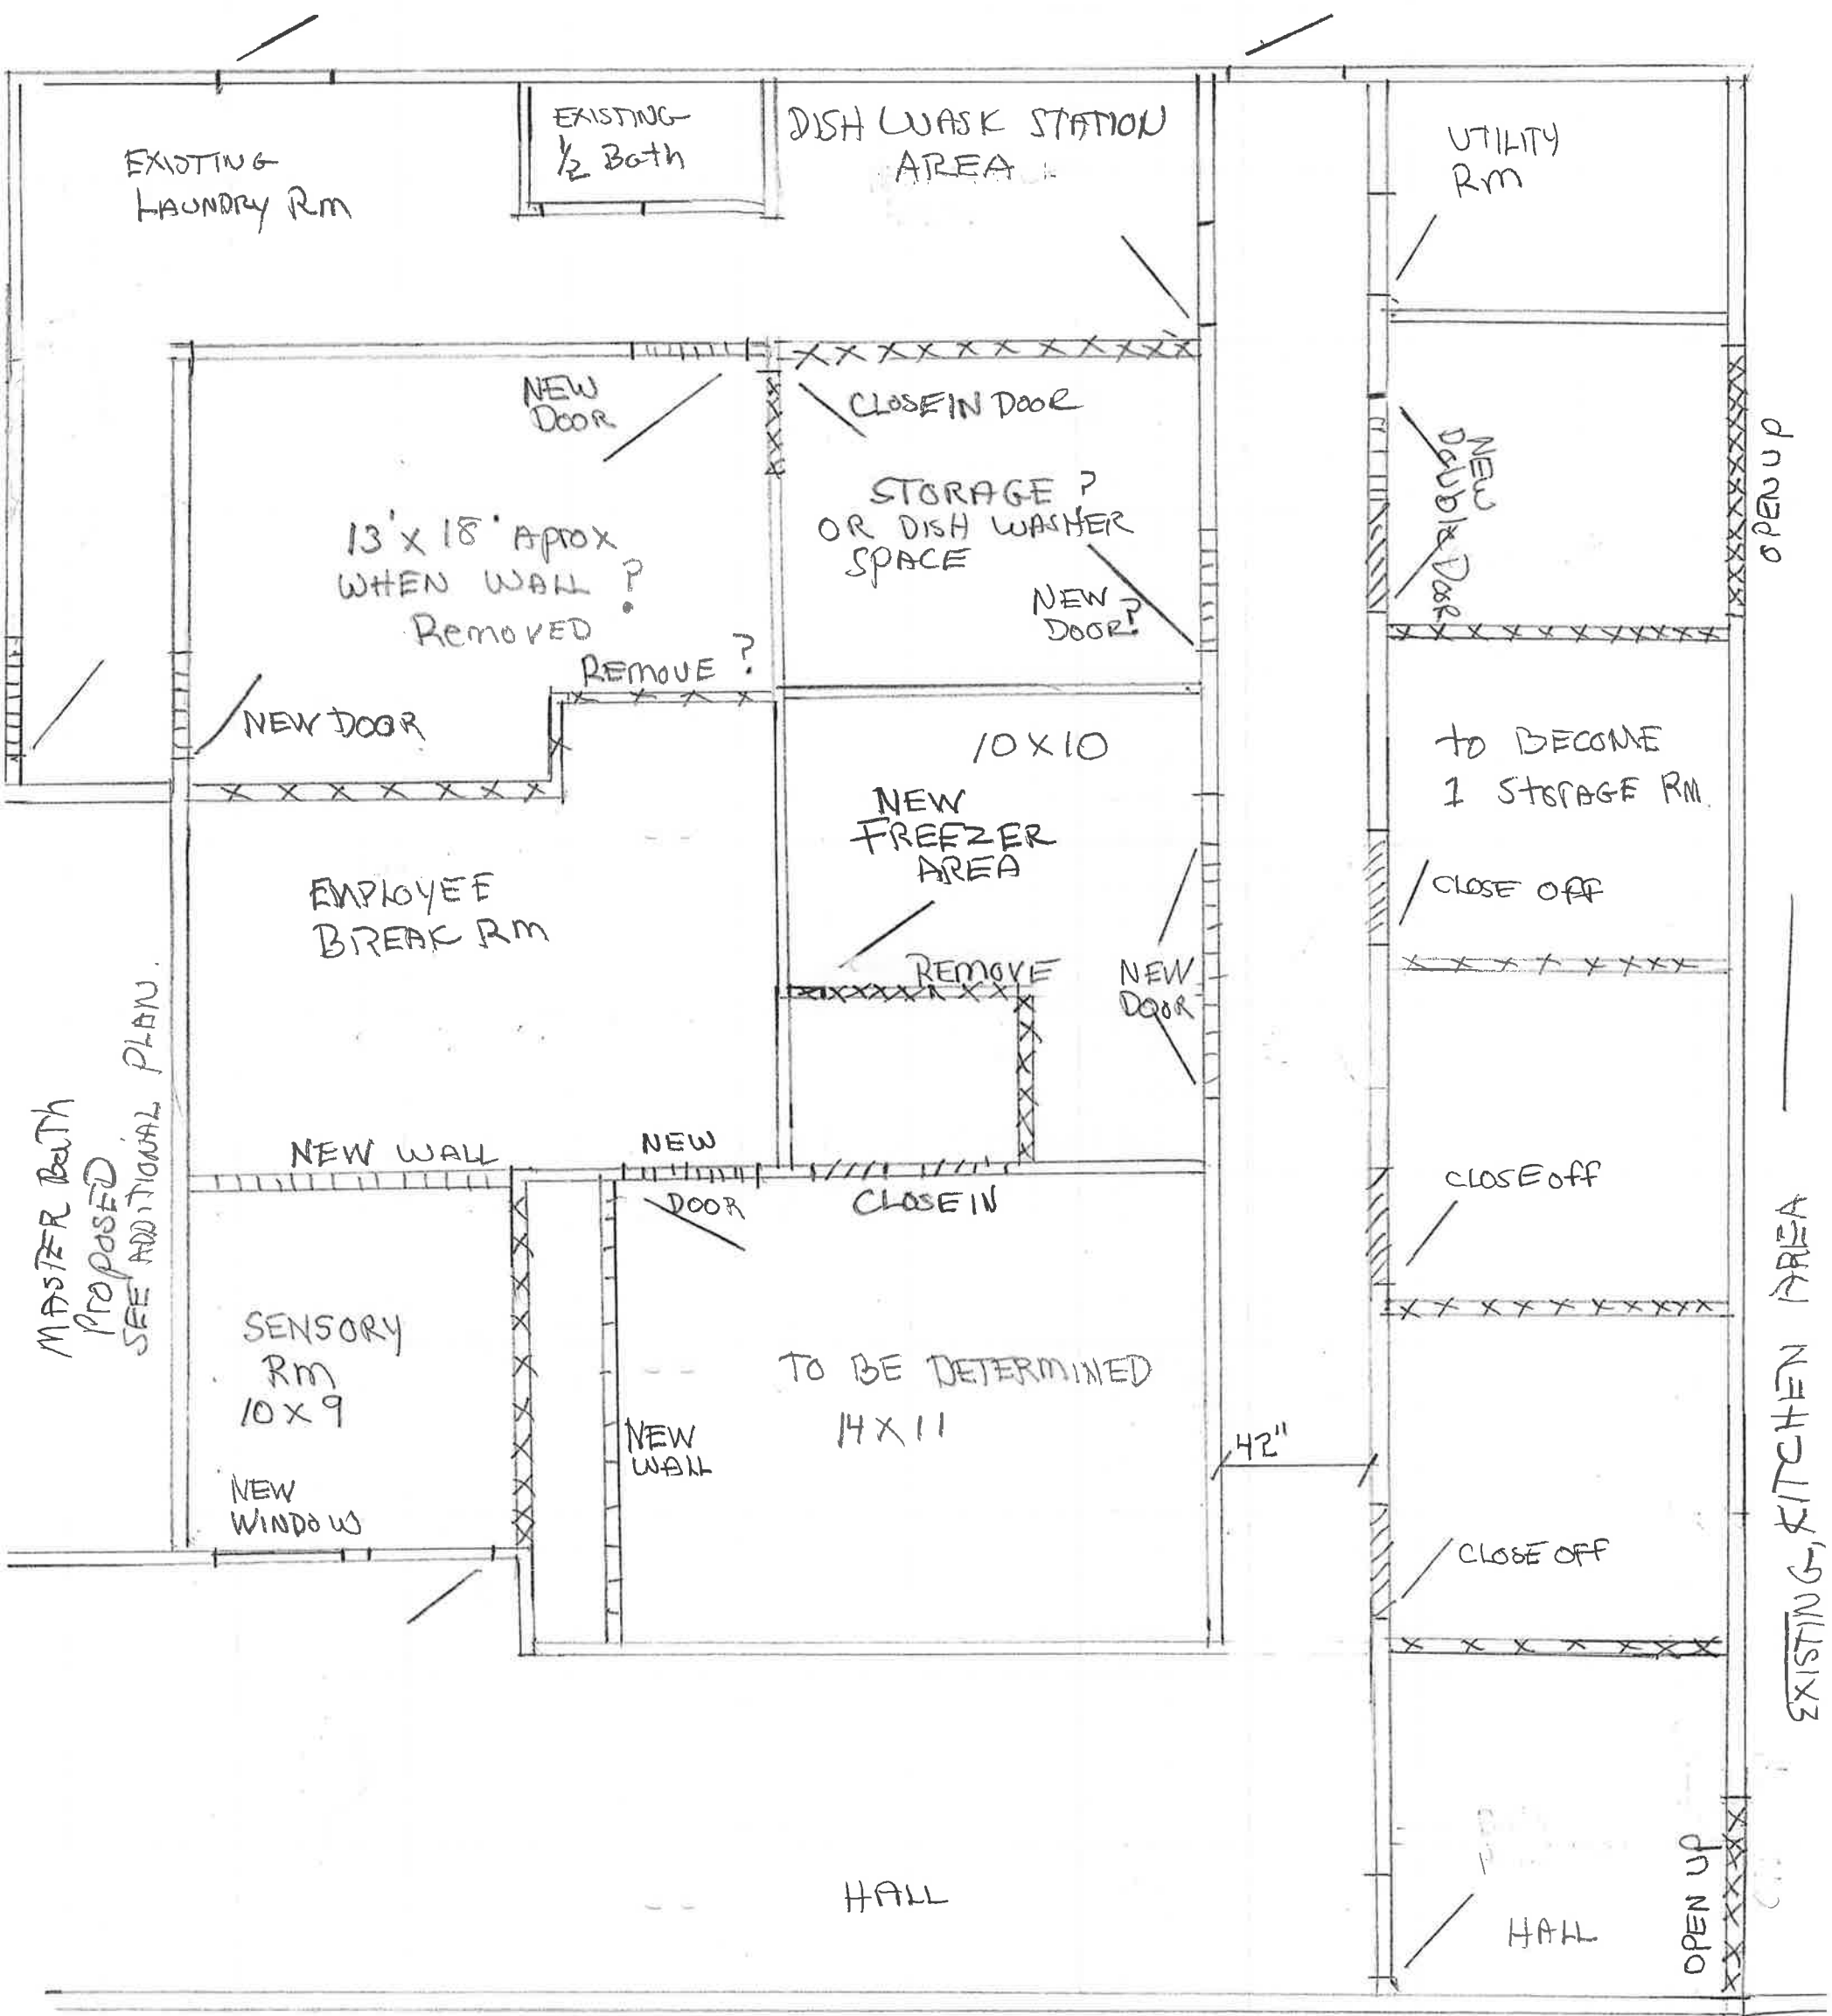 EXISTING
LAUNDRY Rm
EXISTING
1/2 Bath
DISH WASK STATION
AREA
UTILITY
Rm
NEW
DOOR
CLOSE IN DOOR
NEW
DoublE DooR
OPEN UP
13' X 18' Aprox
WHEN WALL ?
RemovED
STORAGE ?
OR DISH WASHER
SPACE
NEW
DOOR?
REMOVE ?
NEW DOOR
10 X 10
NEW
FREEZER
AREA
to BECOME
1 StORAGE RM.
CLOSE OFF
EMPLOYEE
BREAK Rm
REMOVE
NEW
DOOR
MASTER BaTh
PropoSED
SEE ADDITIONAL PLAN.
NEW WALL
NEW
DOOR
CLOSE IN
CLOSE off
SENSORY
Rm
10 X 9
TO BE DETERMINED
14 X 11
NEW
WALL
42"
NEW
WINDOW
CLOSE OFF
EXISTING, KITCHEN AREA
HALL
HALL
OPEN UP